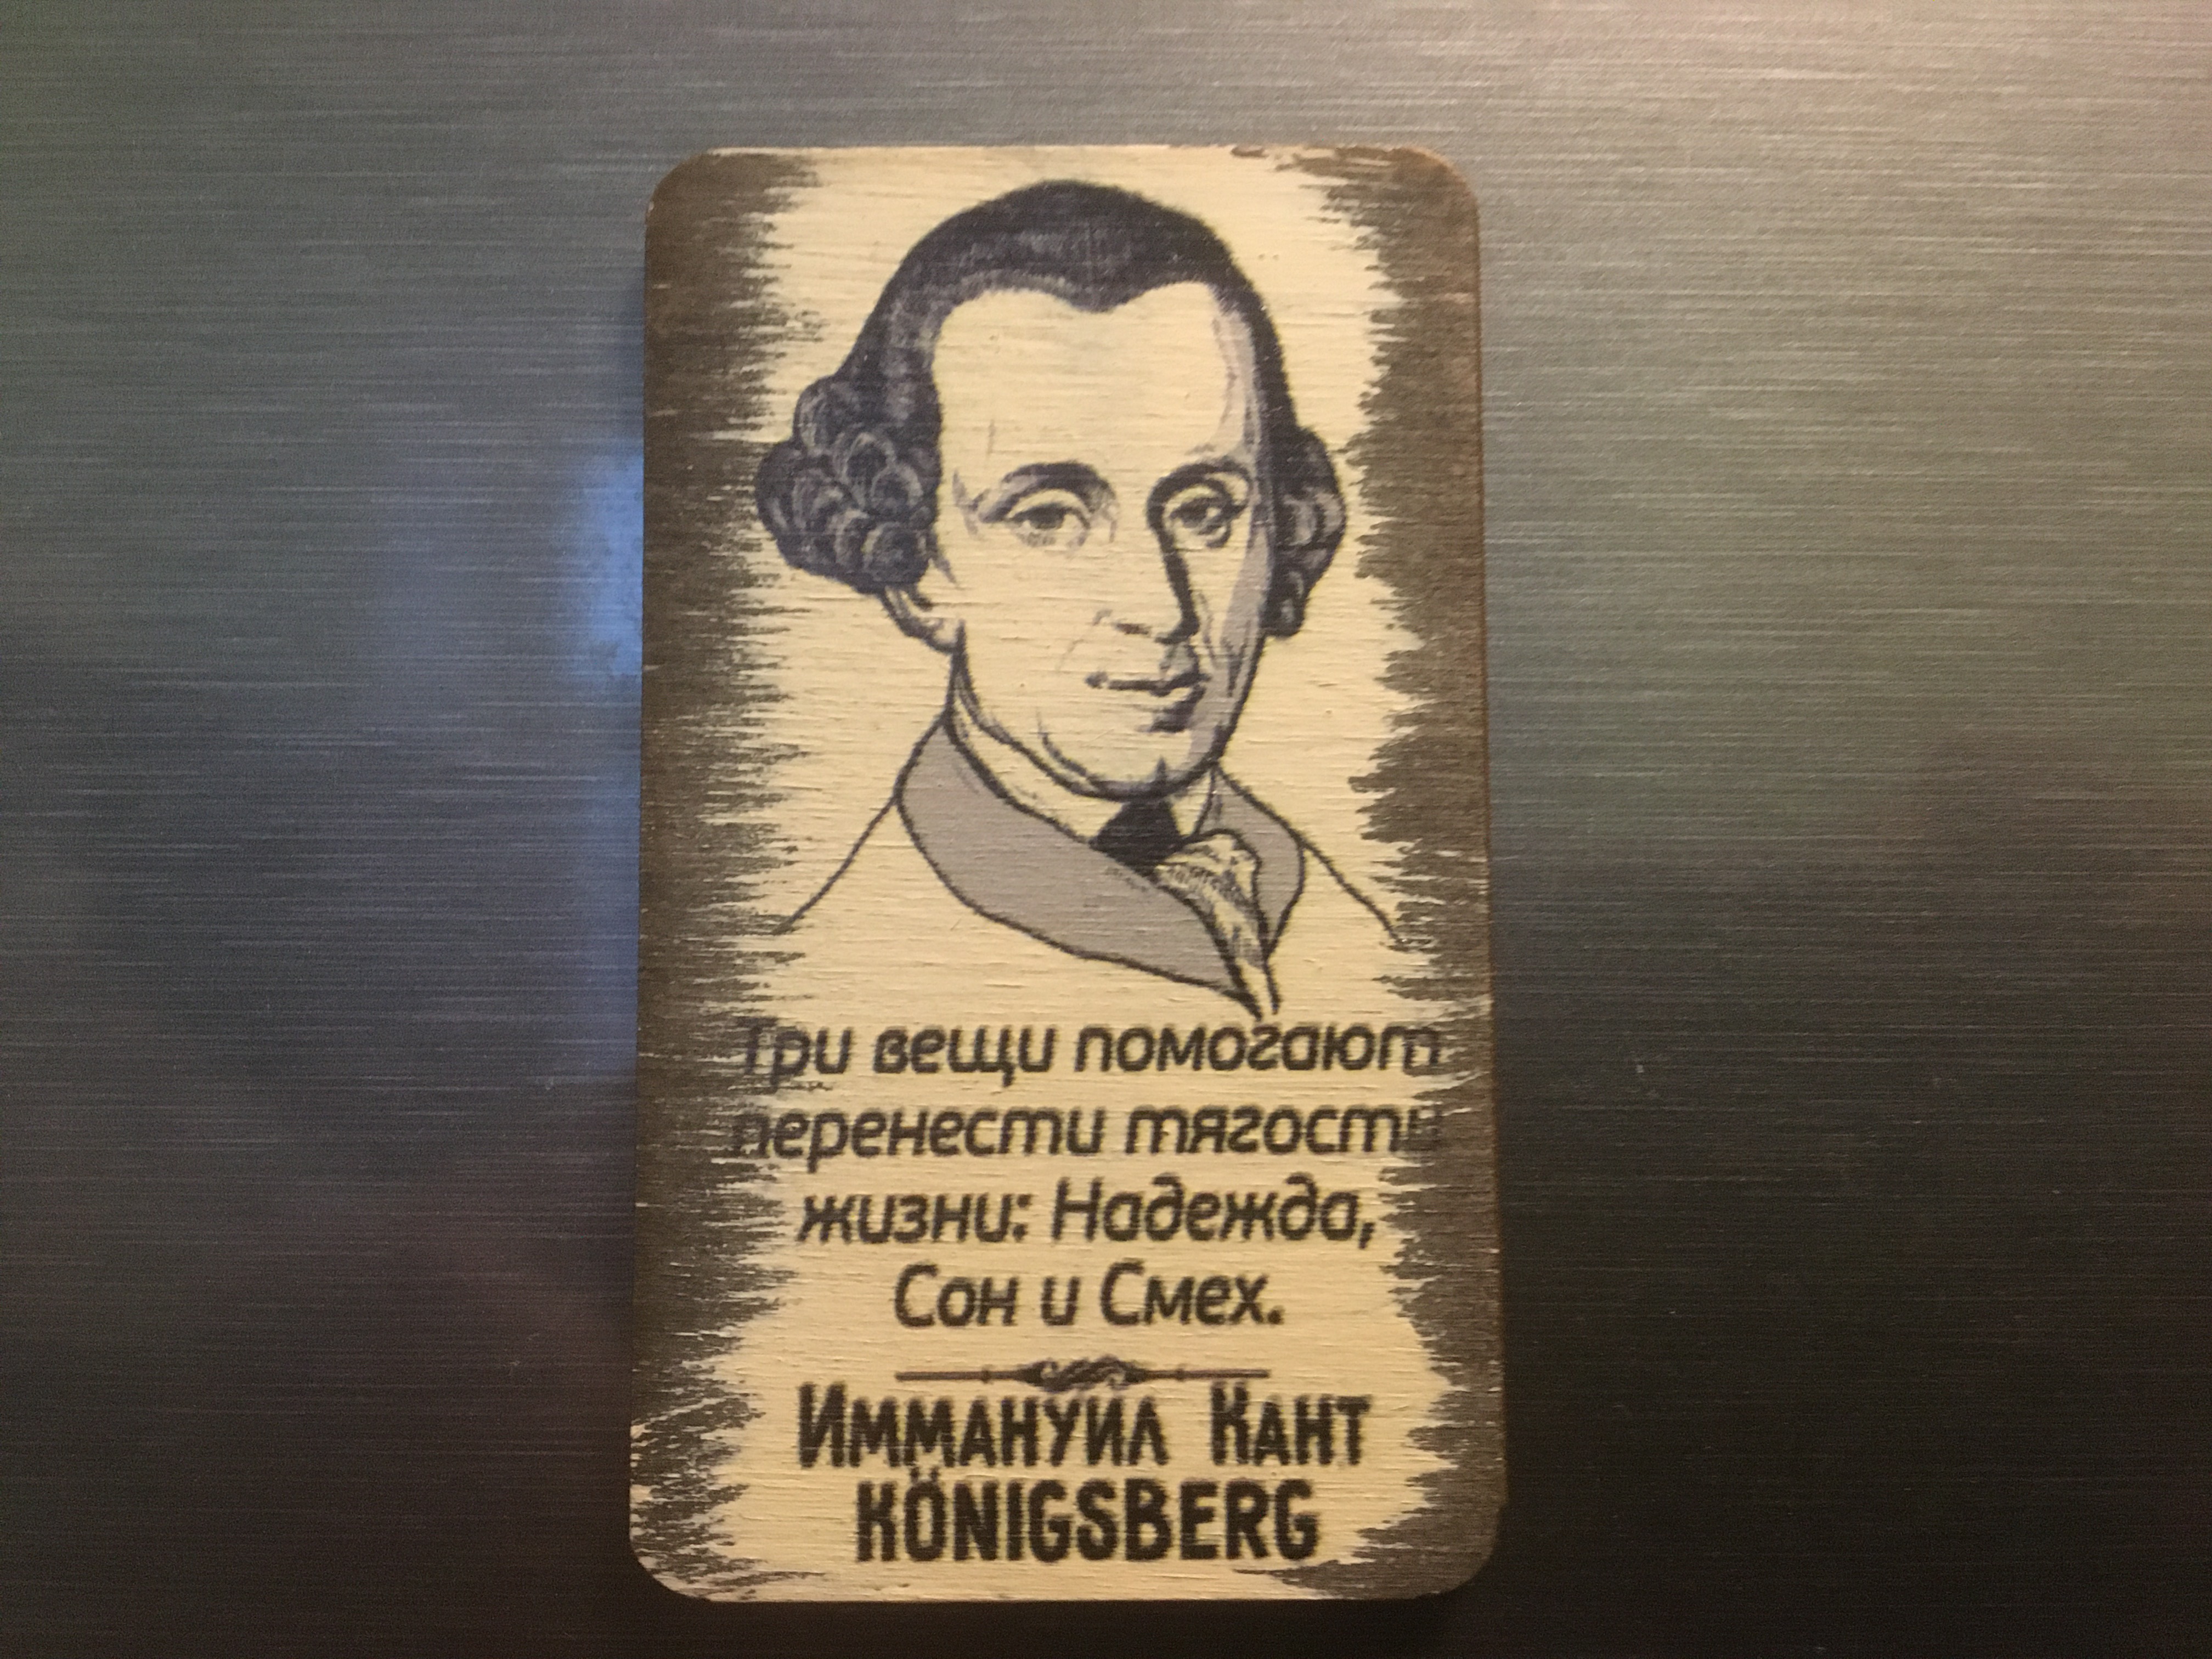 Три вещи помогают
перенести тягости
жизни: Надежда,
Сон и Смех.
Иммануил Кант
KÖNIGSBERG